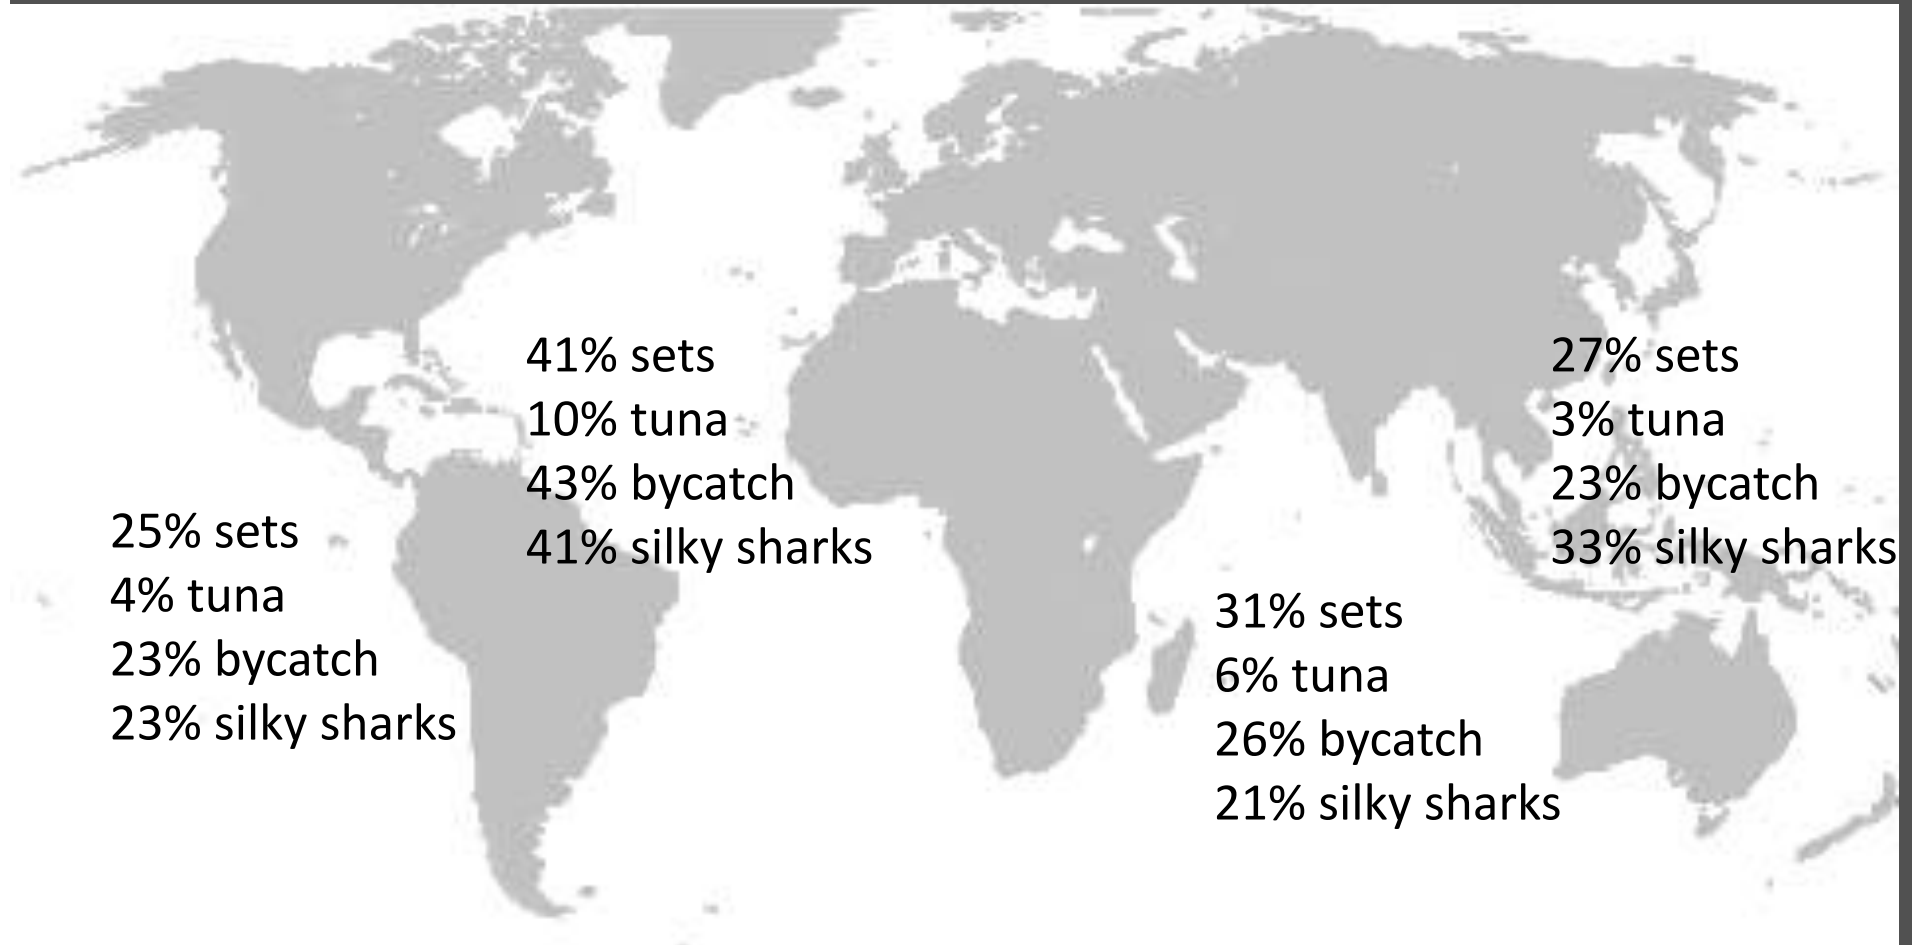 41% sets
10% tuna
43% bycatch
41% silky sharks
27% sets
3% tuna
23% bycatch
33% silky sharks
25% sets
4% tuna
23% bycatch
23% silky sharks
31% sets
6% tuna
26% bycatch
21% silky sharks